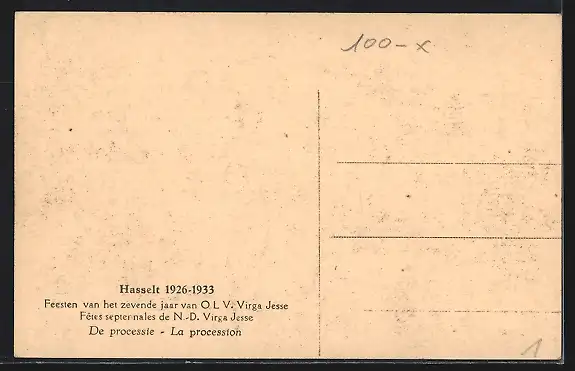 100-x
Hasselt 1926-1933
Feesten van het zevende jaar van O. L. V. Virga Jesse
Fêtes septennales de N.-D. Virga Jesse
De processie - La procession
1